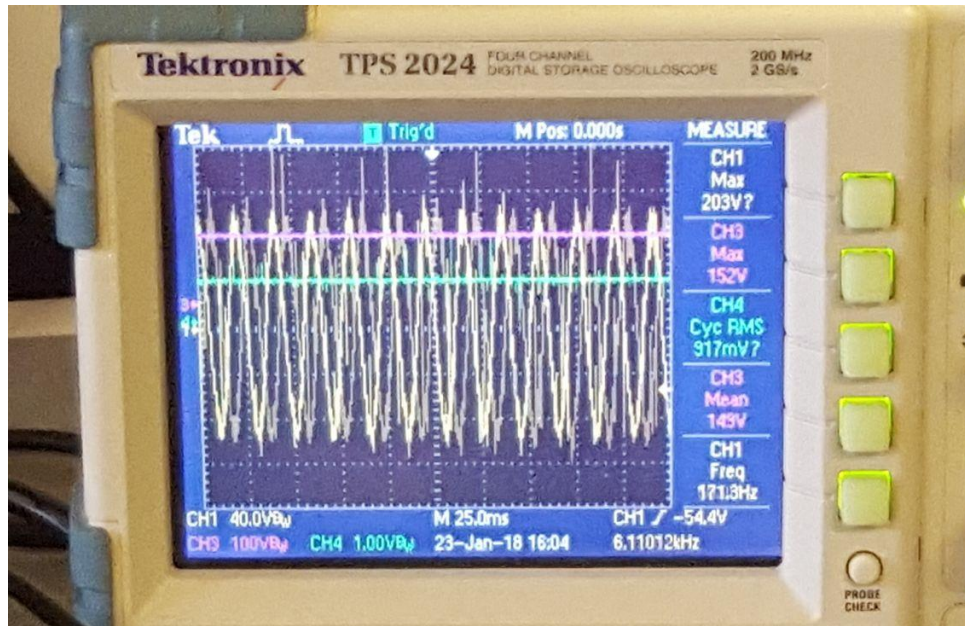 Tektronix TPS 2024 FOUR CHANNEL DIGITAL STORAGE OSCILLOSCOPE 200 MHz 2 GS/s
Tek T Trig'd M Pos: 0.000s MEASURE
CH1
Max
203V?
CH3
Max
152V
CH4
Cyc RMS
917mV?
CH3
Mean
149V
CH1
Freq
171.3Hz
CH1 40.0VBw M 25.0ms CH1 -54.4V
CH3 100VBw CH4 1.00VBw 23-Jan-18 16:04 6.11012kHz
PROBE
CHECK